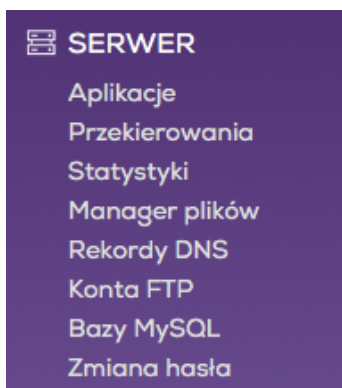 SERWER
Aplikacje
Przekierowania
Statystyki
Manager plików
Rekordy DNS
Konta FTP
Bazy MySQL
Zmiana hasła